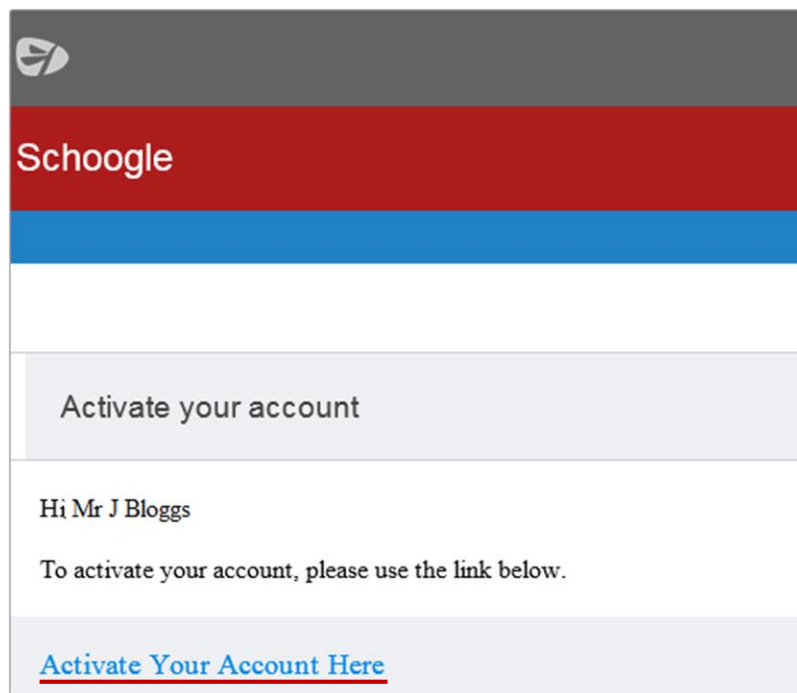 Schoogle
Activate your account
Hi Mr J Bloggs
To activate your account, please use the link below.
Activate Your Account Here